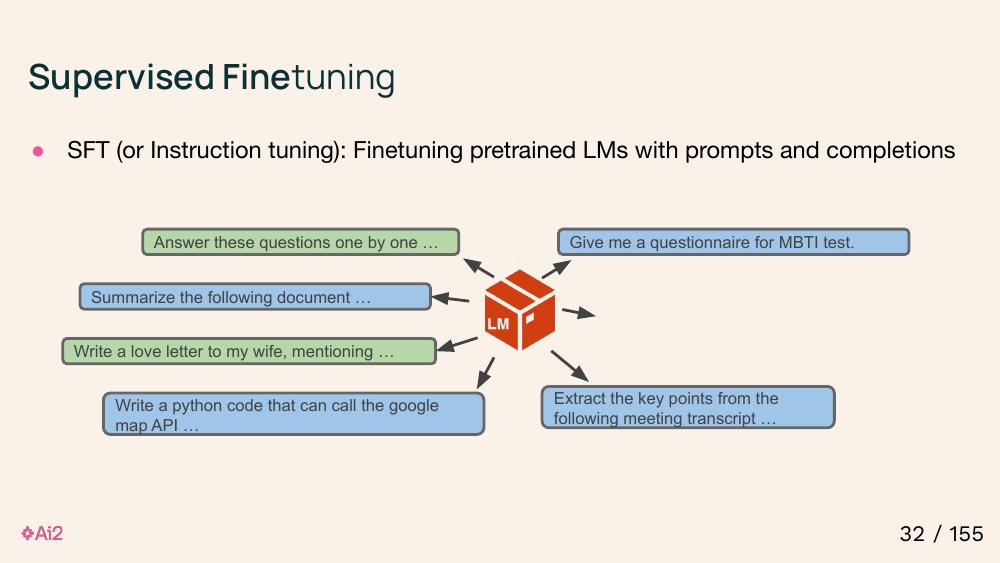 Supervised Finetuning
● SFT (or Instruction tuning): Finetuning pretrained LMs with prompts and completions
Answer these questions one by one …
Give me a questionnaire for MBTI test.
Summarize the following document …
LM
Write a love letter to my wife, mentioning …
Write a python code that can call the google
map API …
Extract the key points from the
following meeting transcript …
Ai2
32 / 155